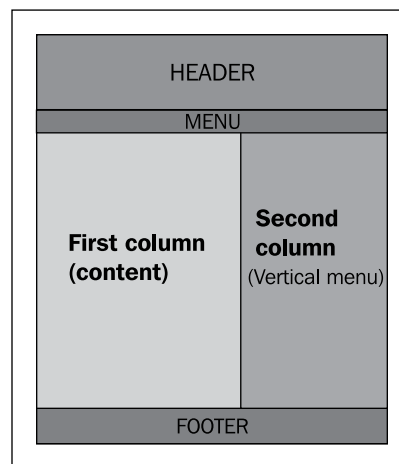 HEADER
MENU
First column
(content)
Second
column
(Vertical menu)
FOOTER